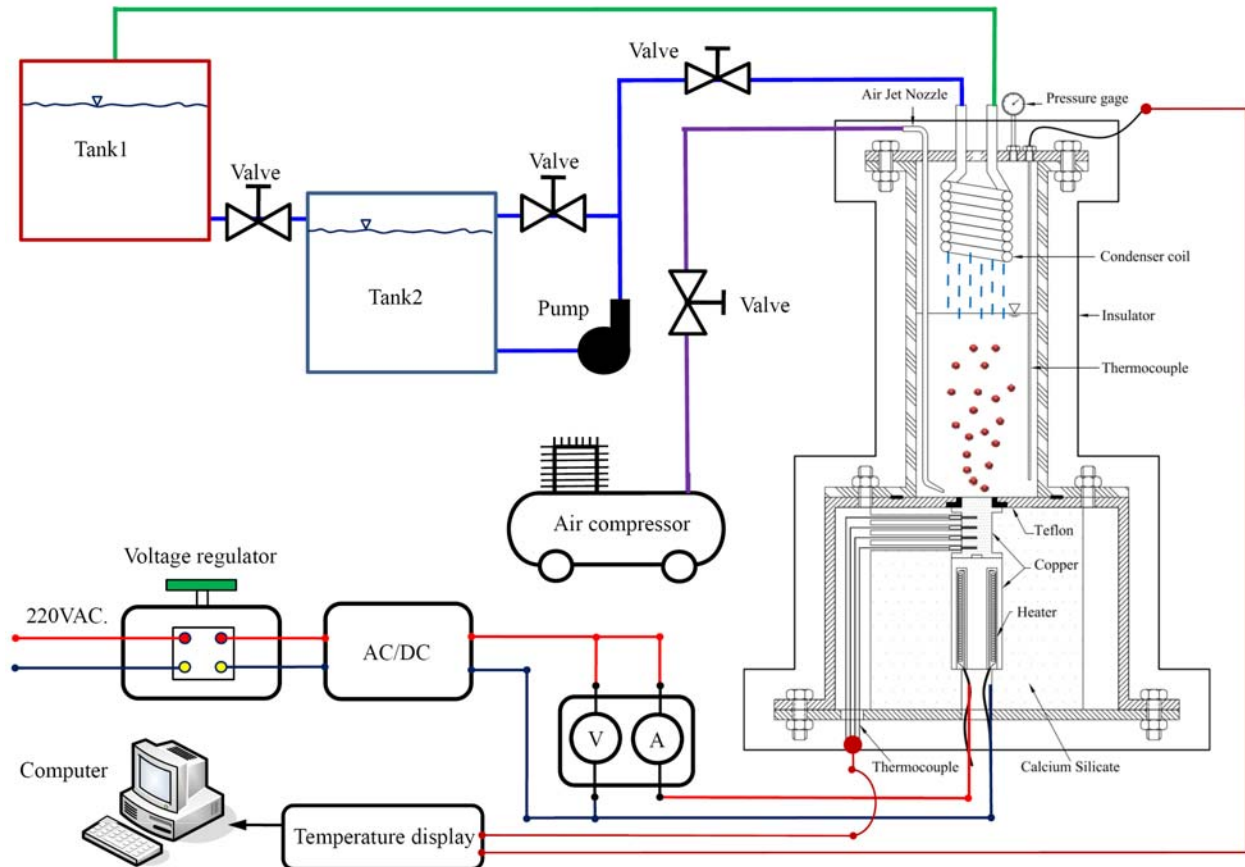 Valve
Air Jet Nozzle
Pressure gage
Tank1
Valve
Valve
Condenser coil
Tank2
Pump
Valve
Insulator
Thermocouple
Air compressor
Teflon
Voltage regulator
Copper
220VAC.
AC/DC
Heater
V
A
Computer
Thermocouple
Calcium Silicate
Temperature display